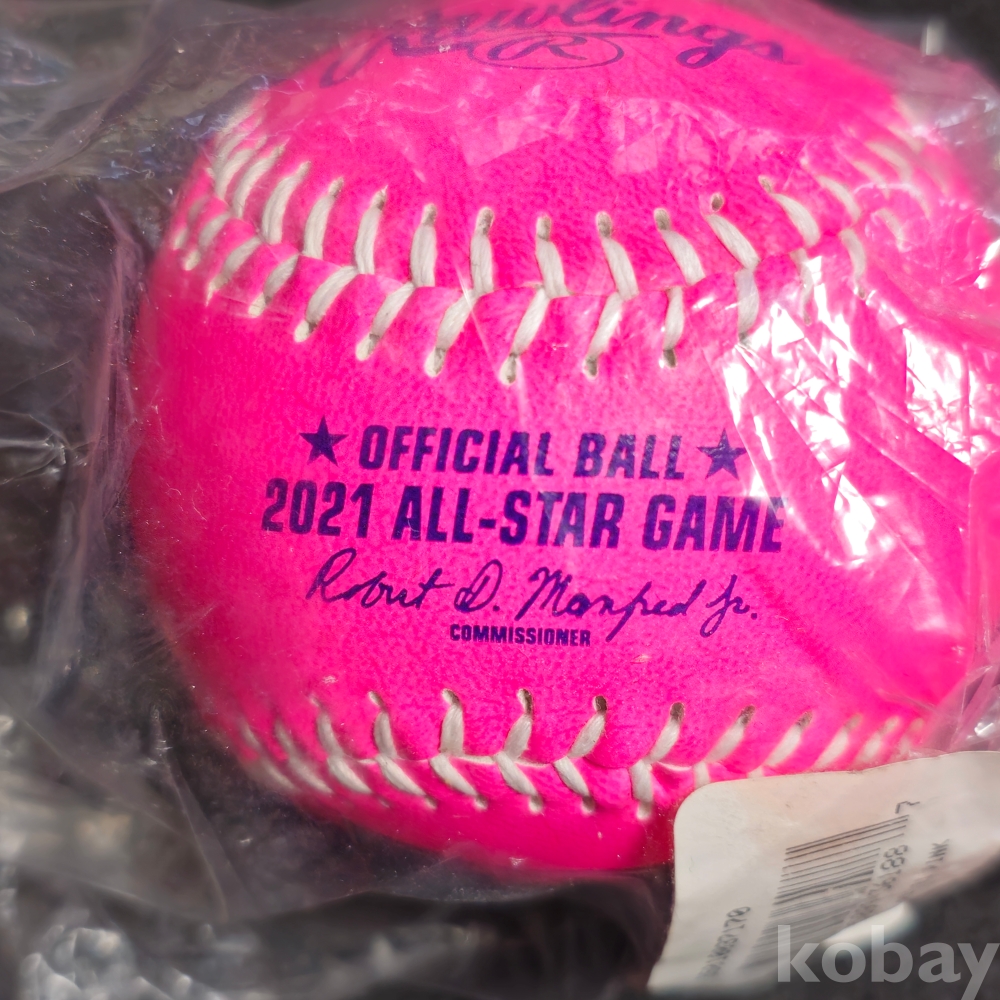 Rawlings
R
★ OFFICIAL BALL ★
2021 ALL-STAR GAME
Robert D. Manfred Jr.
COMMISSIONER
kobay